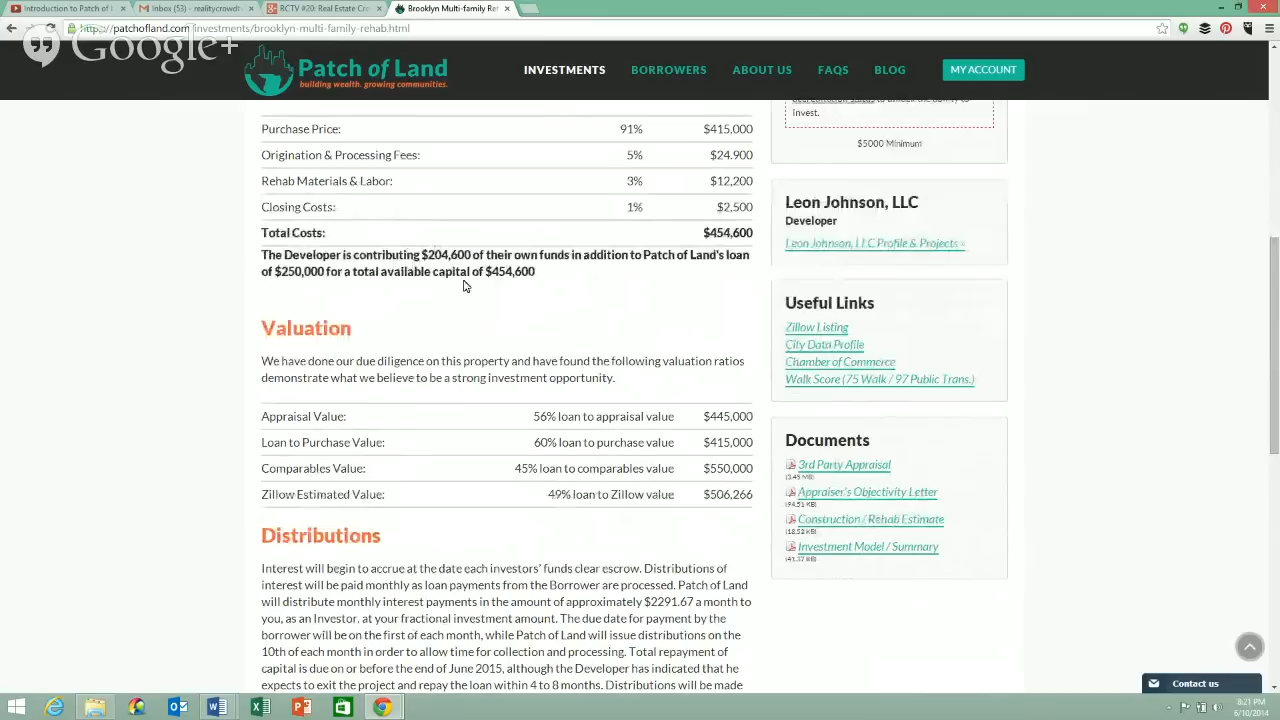 Introduction to Patch of L
Inbox (53) - realitycrowdt
RCTV #20: Real Estate Cr
Brooklyn Multi-family Re
https://patchofland.com/investments/brooklyn-multi-family-rehab.html
Google+
Patch of Land
building wealth. growing communities.
INVESTMENTS
BORROWERS
ABOUT US
FAQS
BLOG
MY ACCOUNT
Purchase Price: 91% $415,000
Origination & Processing Fees: 5% $24.900
Rehab Materials & Labor: 3% $12,200
Closing Costs: 1% $2,500
Total Costs: $454,600
The Developer is contributing $204,600 of their own funds in addition to Patch of Land's loan
of $250,000 for a total available capital of $454,600
Valuation
We have done our due diligence on this property and have found the following valuation ratios
demonstrate what we believe to be a strong investment opportunity.
Appraisal Value: 56% loan to appraisal value $445,000
Loan to Purchase Value: 60% loan to purchase value $415,000
Comparables Value: 45% loan to comparables value $550,000
Zillow Estimated Value: 49% loan to Zillow value $506,266
Distributions
Interest will begin to accrue at the date each investors' funds clear escrow. Distributions of
interest will be paid monthly as loan payments from the Borrower are processed. Patch of Land
will distribute monthly interest payments in the amount of approximately $2291.67 a month to
you, as an Investor, at your fractional investment amount. The due date for payment by the
borrower will be on the first of each month, while Patch of Land will issue distributions on the
10th of each month in order to allow time for collection and processing. Total repayment of
capital is due on or before the end of June 2015, although the Developer has indicated that he
expects to exit the project and repay the loan within 4 to 8 months. Distributions will be made
invest.
$5000 Minimum
Leon Johnson, LLC
Developer
Leon Johnson, LLC Profile & Projects »
Useful Links
Zillow Listing
City Data Profile
Chamber of Commerce
Walk Score (75 Walk / 97 Public Trans.)
Documents
3rd Party Appraisal
(3.45 MB)
Appraiser's Objectivity Letter
(94.51 KB)
Construction / Rehab Estimate
(18.52 KB)
Investment Model / Summary
Contact us
8:21 PM
6/10/2014